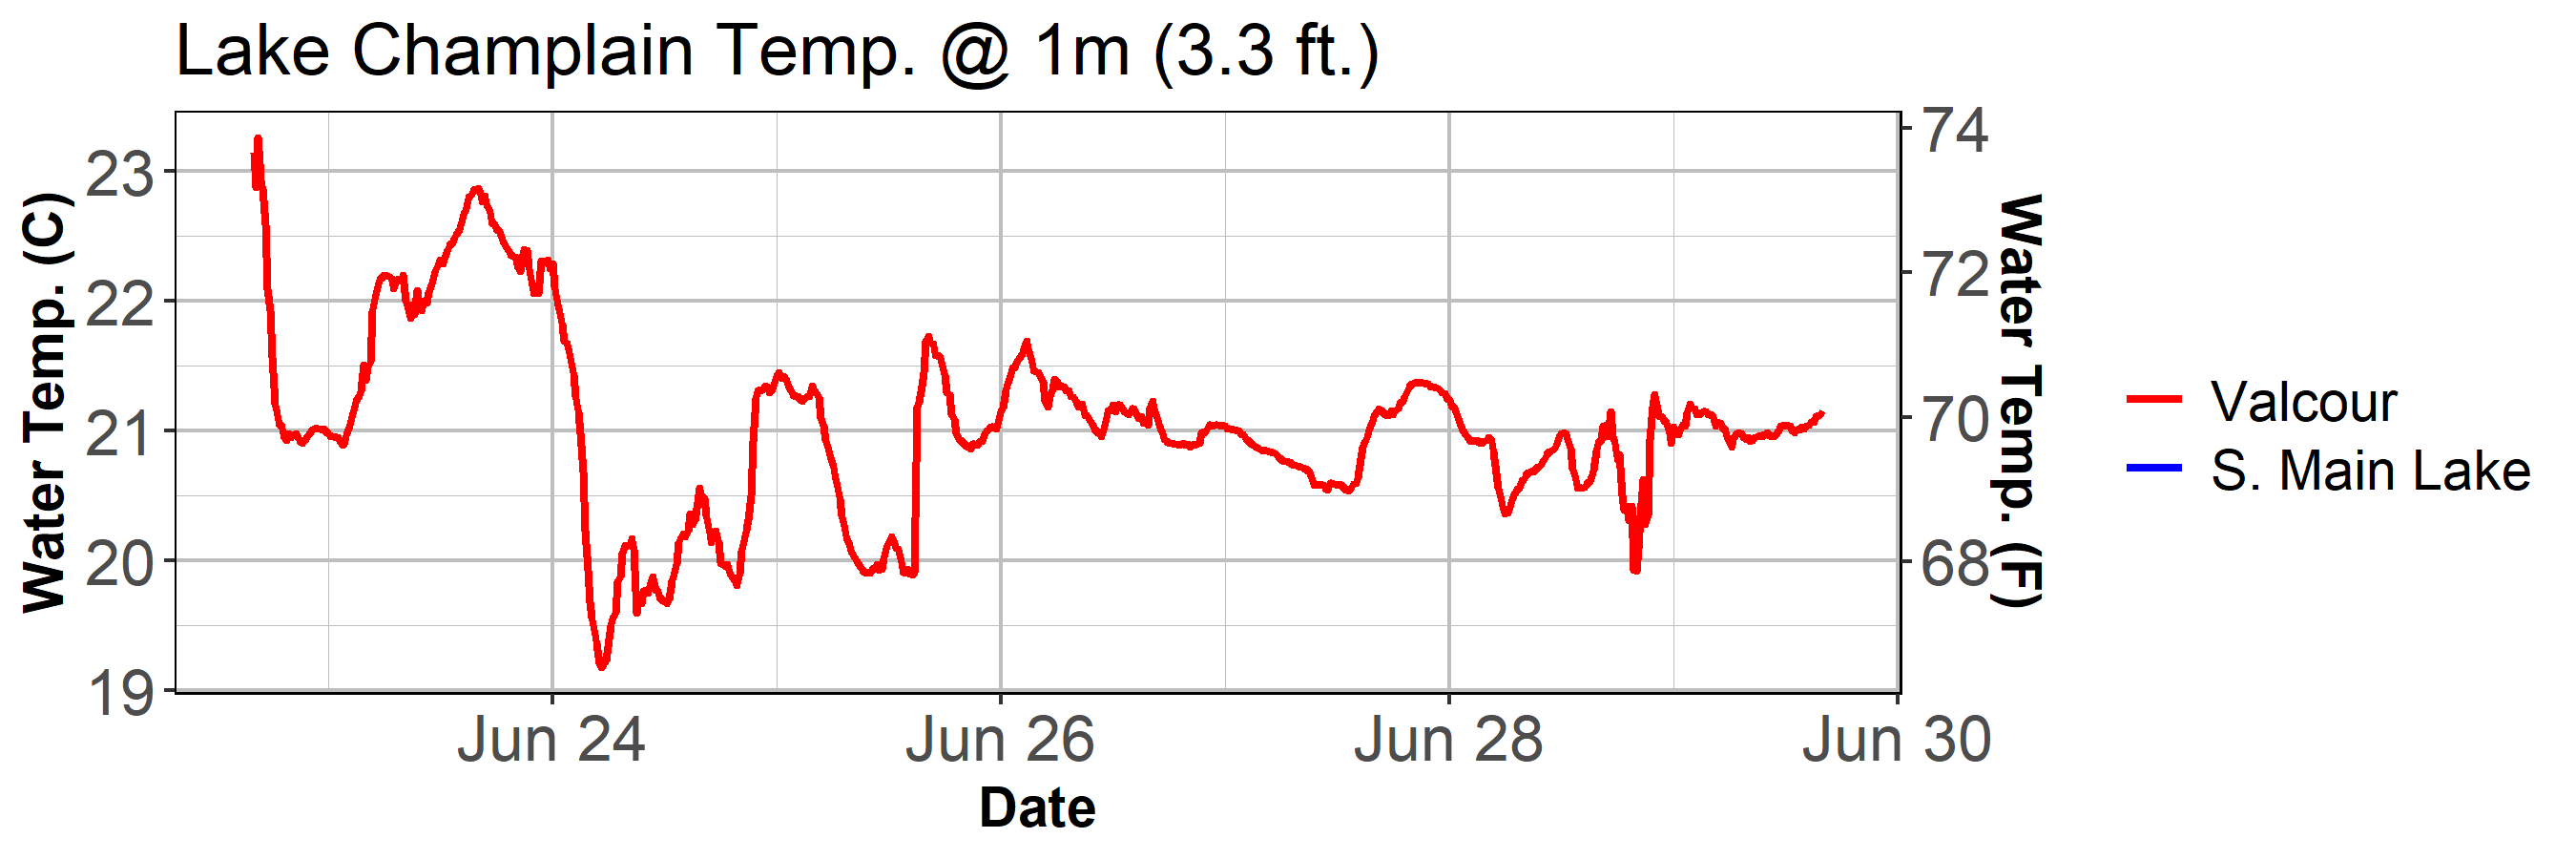 Lake Champlain Temp. @ 1m (3.3 ft.)
Water Temp. (C)
23
22
21
20
19
74
72
70
68
Water Temp. (F)
Jun 24
Jun 26
Jun 28
Jun 30
Date
Valcour
S. Main Lake